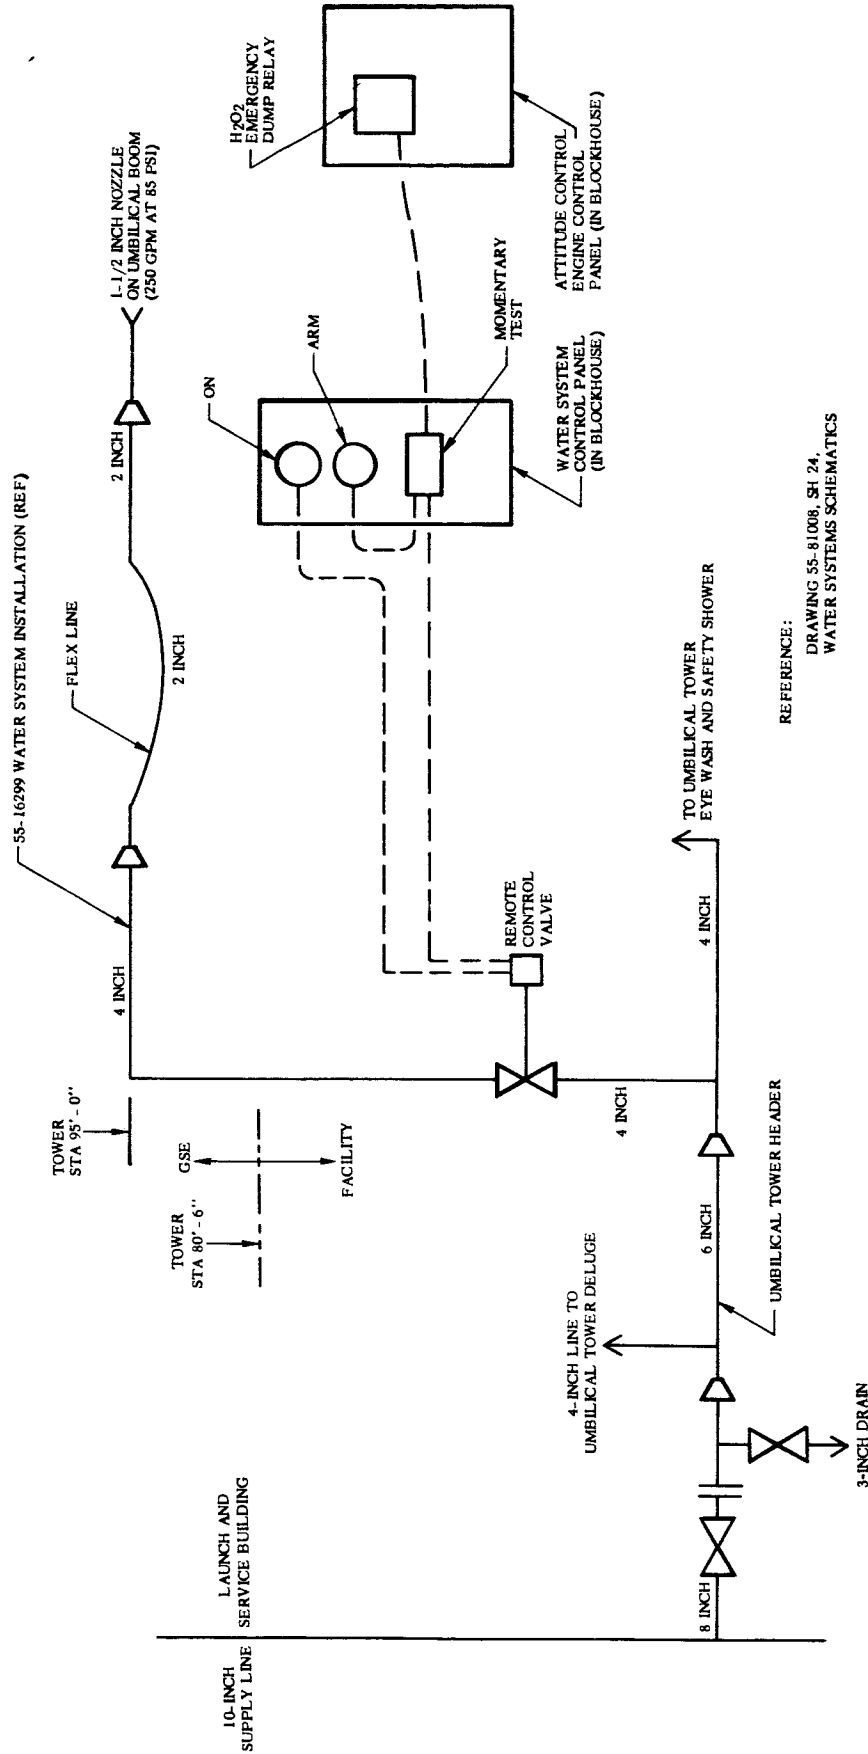 55-16299 WATER SYSTEM INSTALLATION (REF)
FLEX LINE
1-1/2 INCH NOZZLE
ON UMBILICAL BOOM
(250 GPM AT 85 PSI)
TOWER
STA 95'-0"
4 INCH
2 INCH
2 INCH
ON
ARM
H2O2
EMERGENCY
DUMP RELAY
GSE
FACILITY
TOWER
STA 80'-6"
MOMENTARY
TEST
REMOTE
CONTROL
VALVE
WATER SYSTEM
CONTROL PANEL
(IN BLOCKHOUSE)
ATTITUDE CONTROL
ENGINE CONTROL
PANEL (IN BLOCKHOUSE)
10-INCH
SUPPLY LINE
LAUNCH AND
SERVICE BUILDING
4-INCH LINE TO
UMBILICAL TOWER DELUGE
4 INCH
TO UMBILICAL TOWER
EYE WASH AND SAFETY SHOWER
8 INCH
6 INCH
4 INCH
UMBILICAL TOWER HEADER
3-INCH DRAIN
REFERENCE:
DRAWING 55-81008, SH 24,
WATER SYSTEMS SCHEMATICS